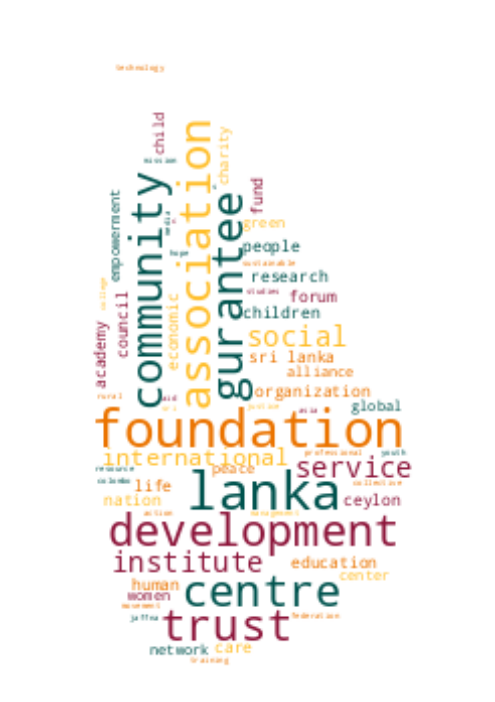 technology
child
mission
community
association
charity
empowerment
media
hope
gurantee
fund
green
people
sustainable
research
studies
forum
children
college
council
economic
social
academy
sri lanka
alliance
organization
rural
aid
sri
justice
asia
global
foundation
international
professional
youth
service
resource
peace
colombo
life
collective
lanka
nation
ceylon
action
management
development
institute
education
center
human
women
centre
movement
jaffna
trust
federation
network
care
training